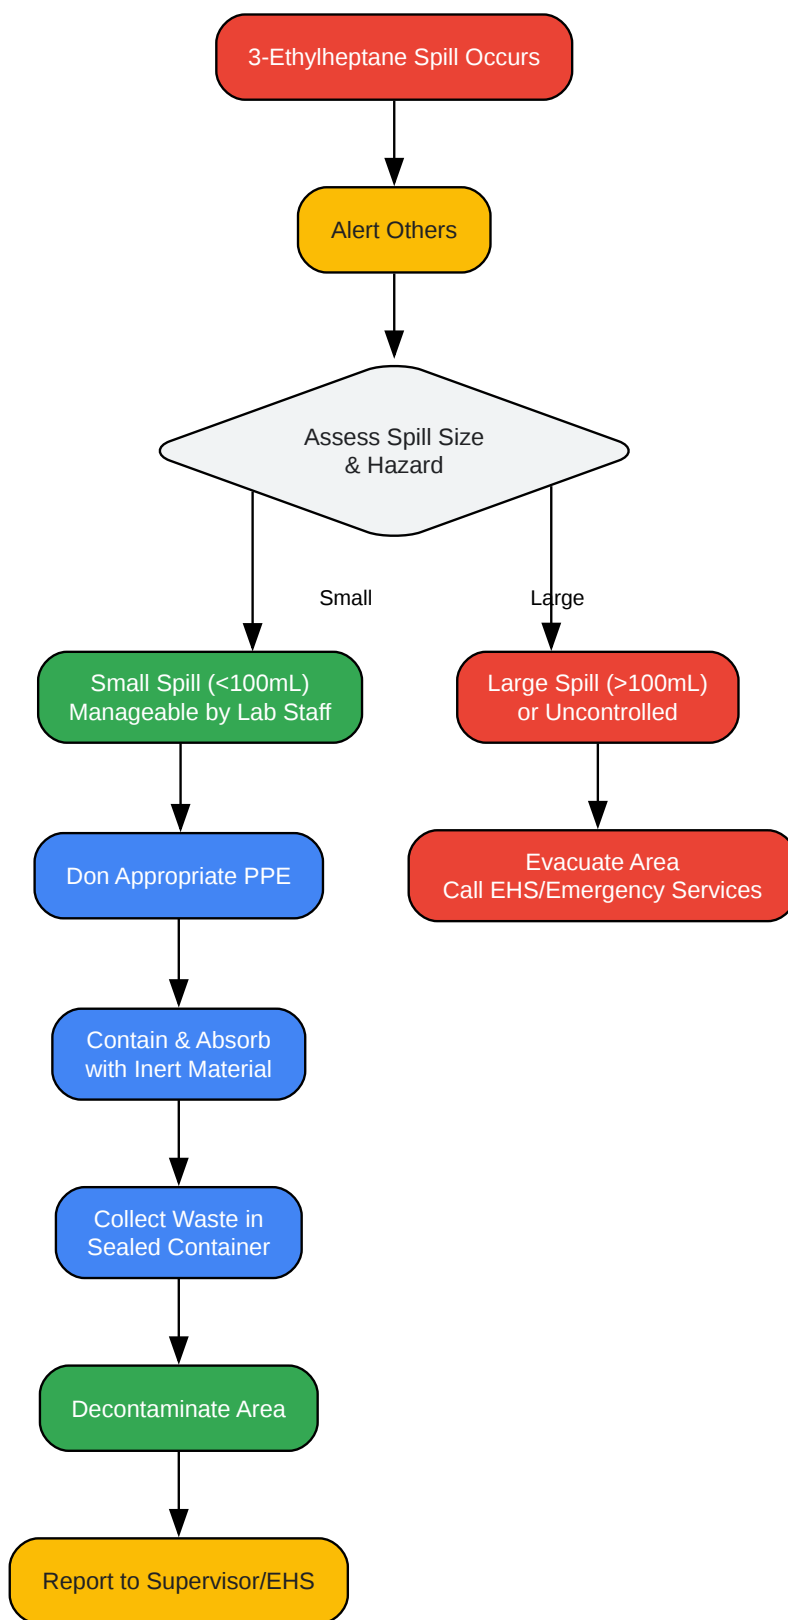 3-Ethylheptane Spill Occurs
Alert Others
Assess Spill Size
& Hazard
Small
Large
Small Spill (<100mL)
Manageable by Lab Staff
Large Spill (>100mL)
or Uncontrolled
Don Appropriate PPE
Evacuate Area
Call EHS/Emergency Services
Contain & Absorb
with Inert Material
Collect Waste in
Sealed Container
Decontaminate Area
Report to Supervisor/EHS